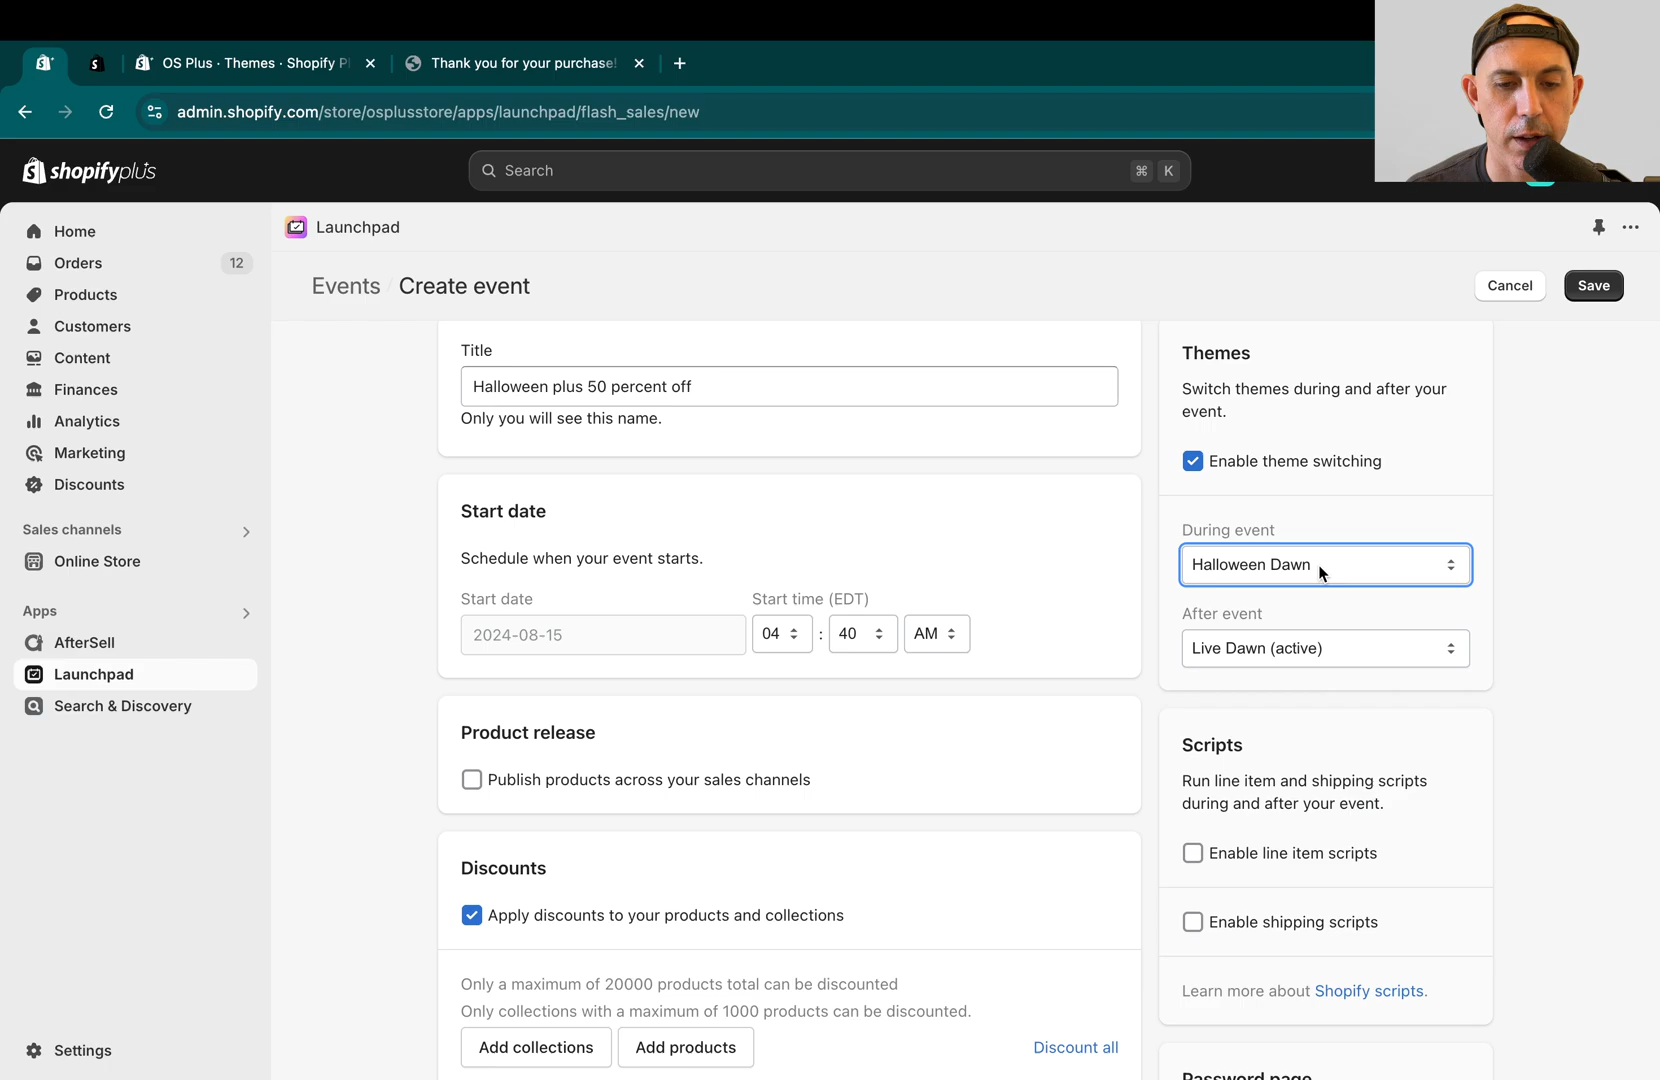 OS Plus · Themes · Shopify Pl
Thank you for your purchase!
admin.shopify.com/store/osplusstore/apps/launchpad/flash_sales/new
shopifyplus
Search
⌘ K
Home
Orders
12
Products
Customers
Content
Finances
Analytics
Marketing
Discounts
Sales channels
Online Store
Apps
AfterSell
Launchpad
Search & Discovery
Settings
Launchpad
Events
Create event
Cancel
Save
Title
Halloween plus 50 percent off
Only you will see this name.
Start date
Schedule when your event starts.
Start date
Start time (EDT)
2024-08-15
04 : 40 AM
Product release
Publish products across your sales channels
Discounts
Apply discounts to your products and collections
Only a maximum of 20000 products total can be discounted
Only collections with a maximum of 1000 products can be discounted.
Add collections
Add products
Discount all
Themes
Switch themes during and after your
event.
Enable theme switching
During event
Halloween Dawn
After event
Live Dawn (active)
Scripts
Run line item and shipping scripts
during and after your event.
Enable line item scripts
Enable shipping scripts
Learn more about Shopify scripts.
Password page